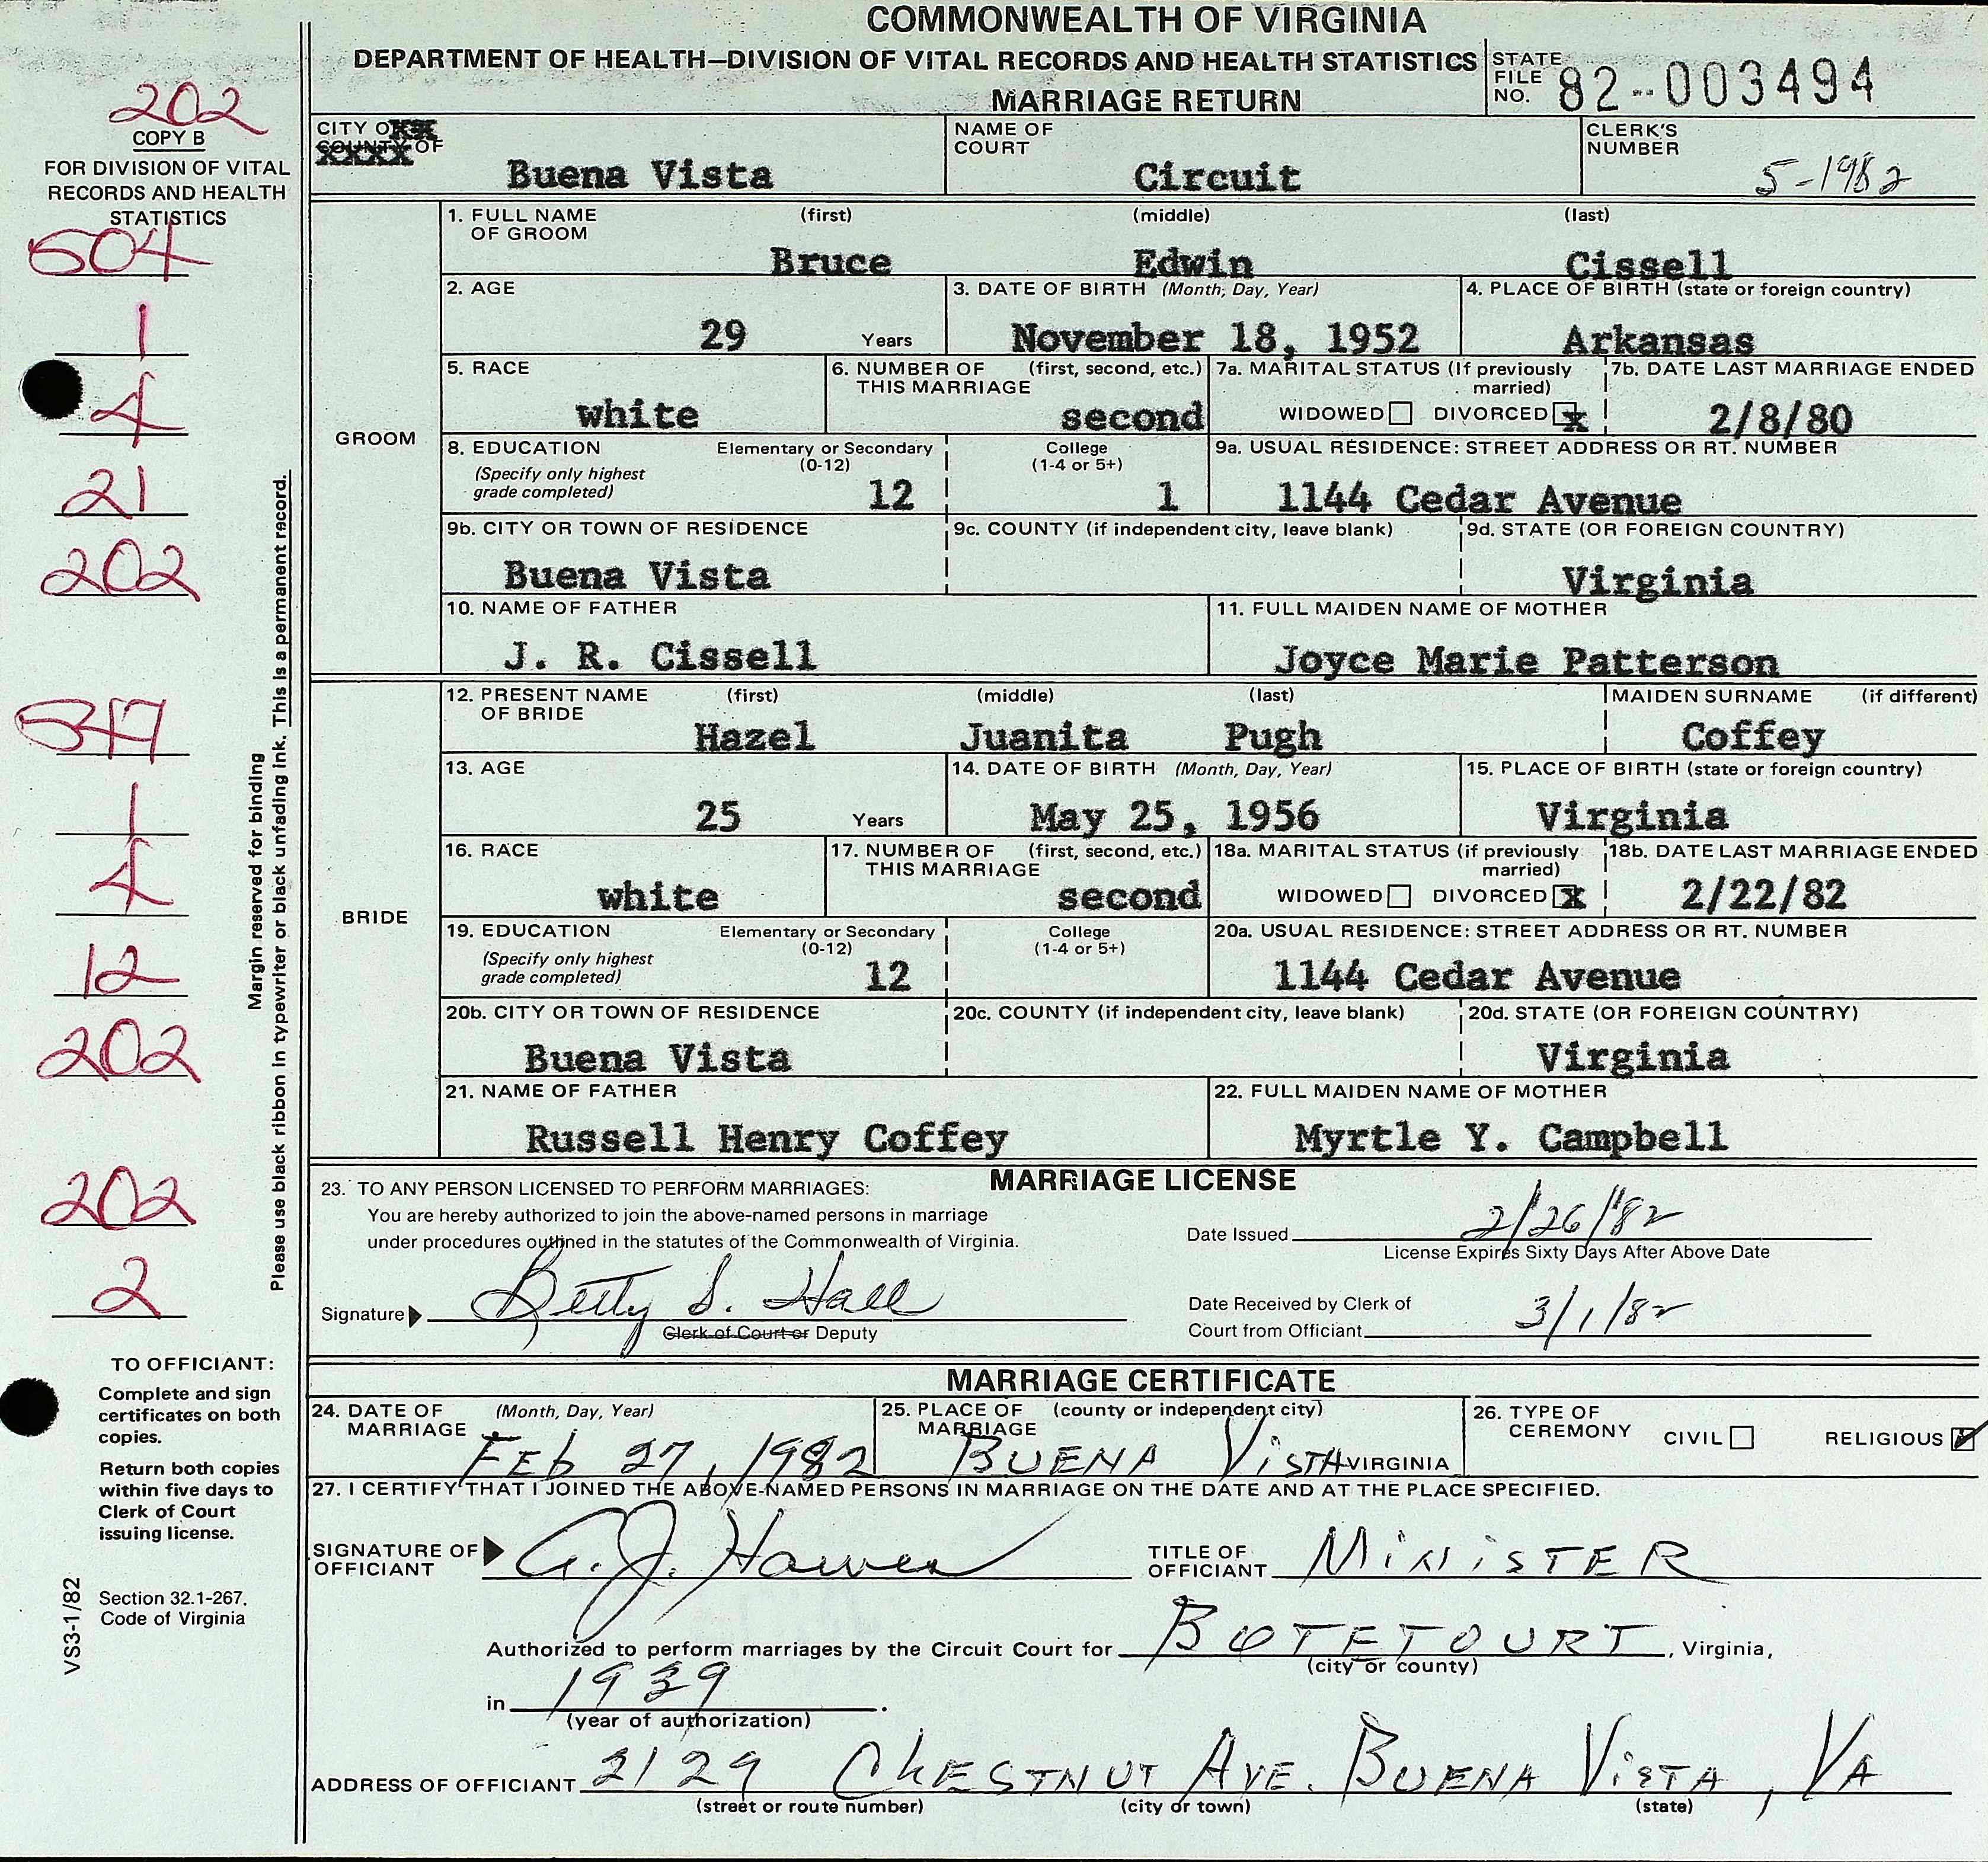 COMMONWEALTH OF VIRGINIA
DEPARTMENT OF HEALTH—DIVISION OF VITAL RECORDS AND HEALTH STATISTICS
MARRIAGE RETURN
STATE FILE NO. 82-003494
202
COPY B
FOR DIVISION OF VITAL
RECORDS AND HEALTH
STATISTICS
504
1
4
21
202
347
1
4
12
202
202
2
Margin reserved for binding
Please use black ribbon in typewriter or black unfading ink. This is a permanent record.
TO OFFICIANT:
Complete and sign
certificates on both
copies.
Return both copies
within five days to
Clerk of Court
issuing license.
Section 32.1-267,
Code of Virginia
VS3-1/82
CITY OR
COUNTY OF
Buena Vista
NAME OF
COURT
Circuit
CLERK'S
NUMBER
5-1982
GROOM
1. FULL NAME (first) (middle) (last)
OF GROOM
Bruce Edwin Cissell
2. AGE
29 Years
3. DATE OF BIRTH (Month, Day, Year)
November 18, 1952
4. PLACE OF BIRTH (state or foreign country)
Arkansas
5. RACE
white
6. NUMBER OF (first, second, etc.)
THIS MARRIAGE
second
7a. MARITAL STATUS (If previously
married)
WIDOWED DIVORCED x
7b. DATE LAST MARRIAGE ENDED
2/8/80
8. EDUCATION Elementary or Secondary College
(Specify only highest (0-12) (1-4 or 5+)
grade completed) 12 1
9a. USUAL RESIDENCE: STREET ADDRESS OR RT. NUMBER
1144 Cedar Avenue
9b. CITY OR TOWN OF RESIDENCE
Buena Vista
9c. COUNTY (if independent city, leave blank)
9d. STATE (OR FOREIGN COUNTRY)
Virginia
10. NAME OF FATHER
J. R. Cissell
11. FULL MAIDEN NAME OF MOTHER
Joyce Marie Patterson
BRIDE
12. PRESENT NAME (first) (middle) (last) MAIDEN SURNAME (if different)
OF BRIDE
Hazel Juanita Pugh Coffey
13. AGE
25 Years
14. DATE OF BIRTH (Month, Day, Year)
May 25, 1956
15. PLACE OF BIRTH (state or foreign country)
Virginia
16. RACE
white
17. NUMBER OF (first, second, etc.)
THIS MARRIAGE
second
18a. MARITAL STATUS (if previously
married)
WIDOWED DIVORCED X
18b. DATE LAST MARRIAGE ENDED
2/22/82
19. EDUCATION Elementary or Secondary College
(Specify only highest (0-12) (1-4 or 5+)
grade completed) 12
20a. USUAL RESIDENCE: STREET ADDRESS OR RT. NUMBER
1144 Cedar Avenue
20b. CITY OR TOWN OF RESIDENCE
Buena Vista
20c. COUNTY (if independent city, leave blank)
20d. STATE (OR FOREIGN COUNTRY)
Virginia
21. NAME OF FATHER
Russell Henry Coffey
22. FULL MAIDEN NAME OF MOTHER
Myrtle Y. Campbell
MARRIAGE LICENSE
23. TO ANY PERSON LICENSED TO PERFORM MARRIAGES:
You are hereby authorized to join the above-named persons in marriage
under procedures outlined in the statutes of the Commonwealth of Virginia.
Date Issued 2/26/82
License Expires Sixty Days After Above Date
Signature Betty S. Hall
Clerk of Court or Deputy
Date Received by Clerk of
Court from Officiant 3/1/82
MARRIAGE CERTIFICATE
24. DATE OF (Month, Day, Year)
MARRIAGE
Feb 27, 1982
25. PLACE OF (county or independent city)
MARRIAGE
BUENA VISTA VIRGINIA
26. TYPE OF
CEREMONY CIVIL RELIGIOUS
27. I CERTIFY THAT I JOINED THE ABOVE-NAMED PERSONS IN MARRIAGE ON THE DATE AND AT THE PLACE SPECIFIED.
SIGNATURE OF
OFFICIANT
G. J.
TITLE OF
OFFICIANT MINISTER
Authorized to perform marriages by the Circuit Court for BOTETOURT, Virginia,
(city or county)
in 1939.
(year of authorization)
ADDRESS OF OFFICIANT 2129 CHESTNUT AVE. BUENA VISTA, VA
(street or route number) (city or town) (state)